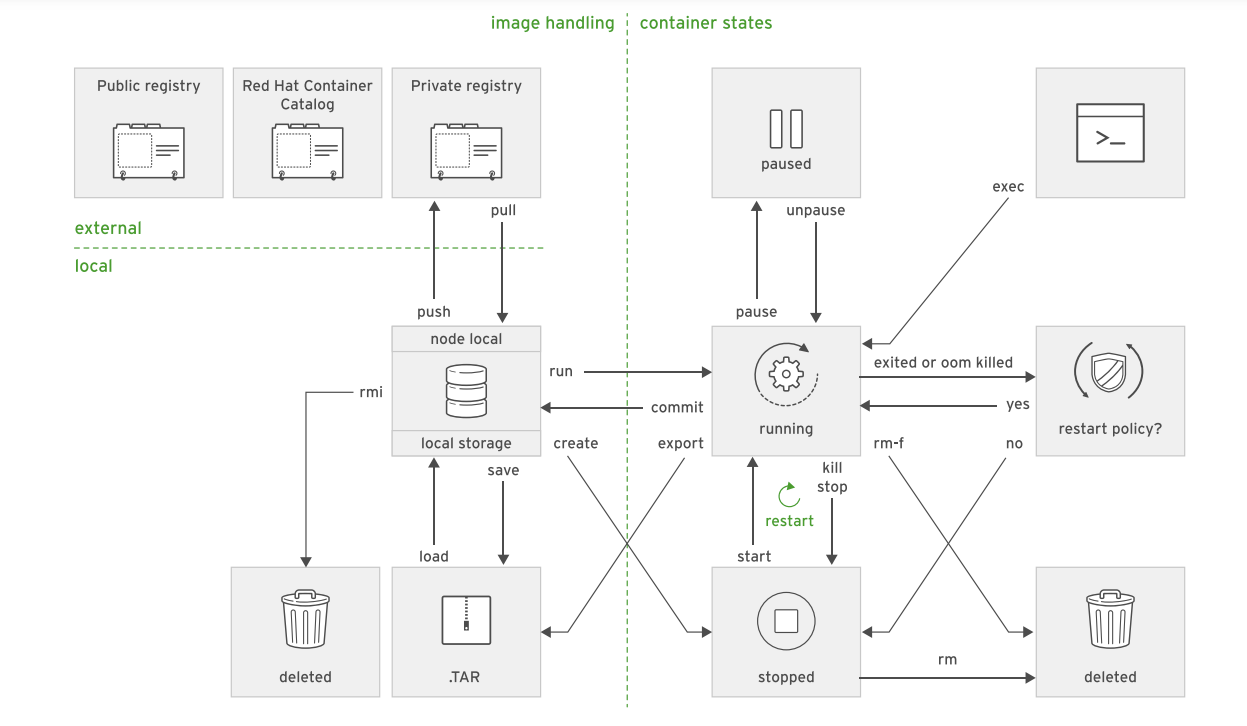 image handling
container states
Public registry
Red Hat Container
Catalog
Private registry
paused
>_
exec
pull
unpause
external
local
push
pause
node local
run
exited or oom killed
rmi
commit
yes
running
restart policy?
local storage
create
export
rm-f
no
save
kill
stop
restart
load
start
deleted
.TAR
stopped
rm
deleted